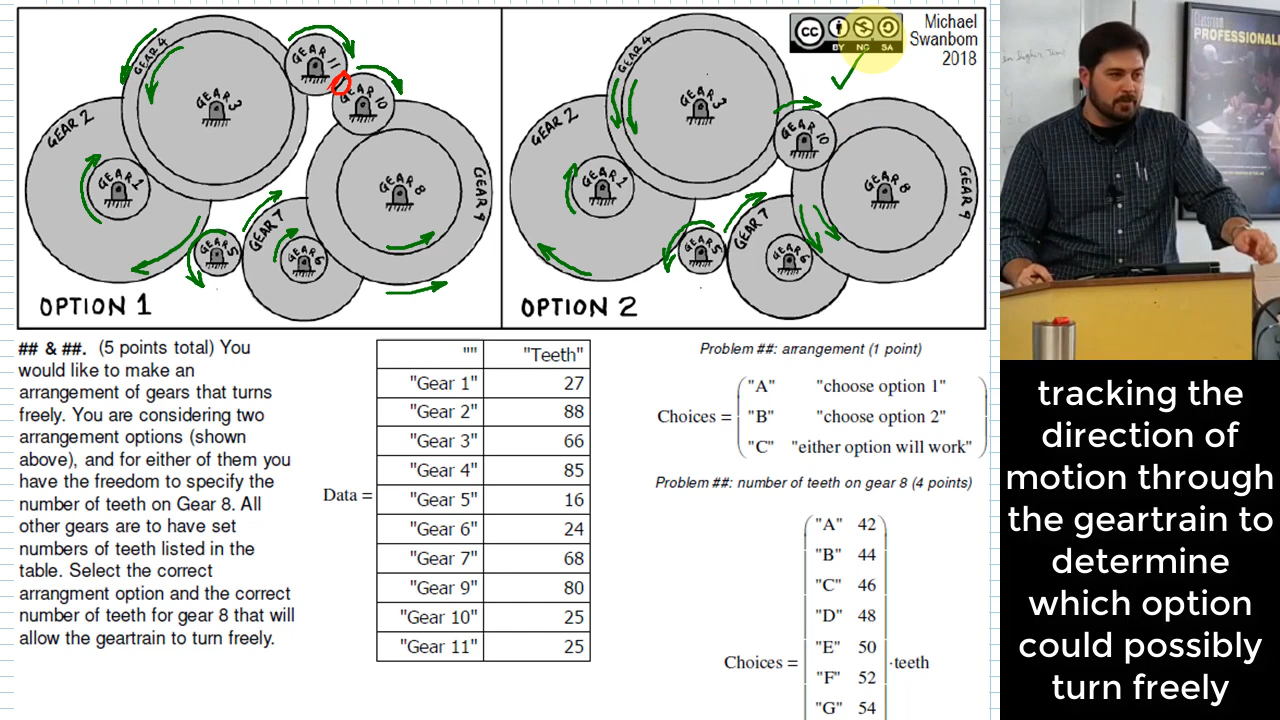 GEAR 4
GEAR 3
GEAR 11
GEAR 10
GEAR 2
GEAR 1
GEAR 5
GEAR 7
GEAR 6
GEAR 8
GEAR 9
OPTION 1
GEAR 4
GEAR 3
GEAR 10
GEAR 2
GEAR 1
GEAR 5
GEAR 7
GEAR 6
GEAR 8
GEAR 9
OPTION 2
CC
BY NC SA
Michael
Swanbom
2018
Classroom
PROFESSIONALI
## & ##. (5 points total) You
would like to make an
arrangement of gears that turns
freely. You are considering two
arrangement options (shown
above), and for either of them you
have the freedom to specify the
number of teeth on Gear 8. All
other gears are to have set
numbers of teeth listed in the
table. Select the correct
arrangment option and the correct
number of teeth for gear 8 that will
allow the geartrain to turn freely.
Data =
"" "Teeth"
"Gear 1" 27
"Gear 2" 88
"Gear 3" 66
"Gear 4" 85
"Gear 5" 16
"Gear 6" 24
"Gear 7" 68
"Gear 9" 80
"Gear 10" 25
"Gear 11" 25
Problem ##: arrangement (1 point)
Choices =
"A" "choose option 1"
"B" "choose option 2"
"C" "either option will work"
Problem ##: number of teeth on gear 8 (4 points)
Choices =
"A" 42
"B" 44
"C" 46
"D" 48
"E" 50
"F" 52
"G" 54
·teeth
tracking the
direction of
motion through
the geartrain to
determine
which option
could possibly
turn freely